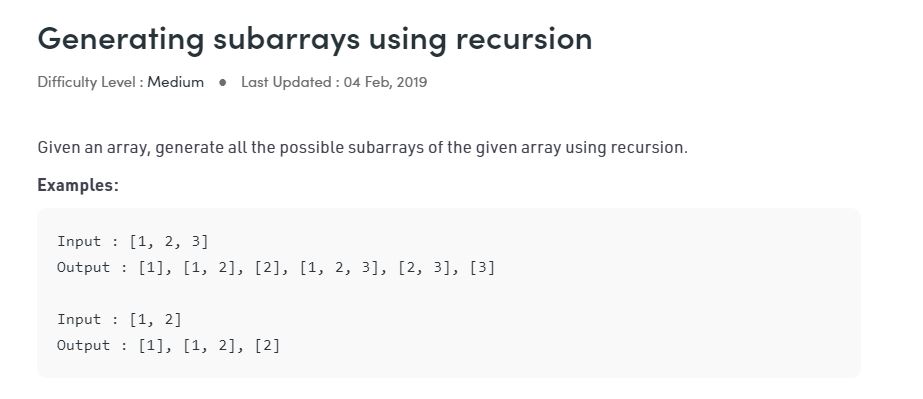 Generating subarrays using recursion
Difficulty Level : Medium ● Last Updated : 04 Feb, 2019
Given an array, generate all the possible subarrays of the given array using recursion.
Examples:
Input : [1, 2, 3]
Output : [1], [1, 2], [2], [1, 2, 3], [2, 3], [3]
Input : [1, 2]
Output : [1], [1, 2], [2]